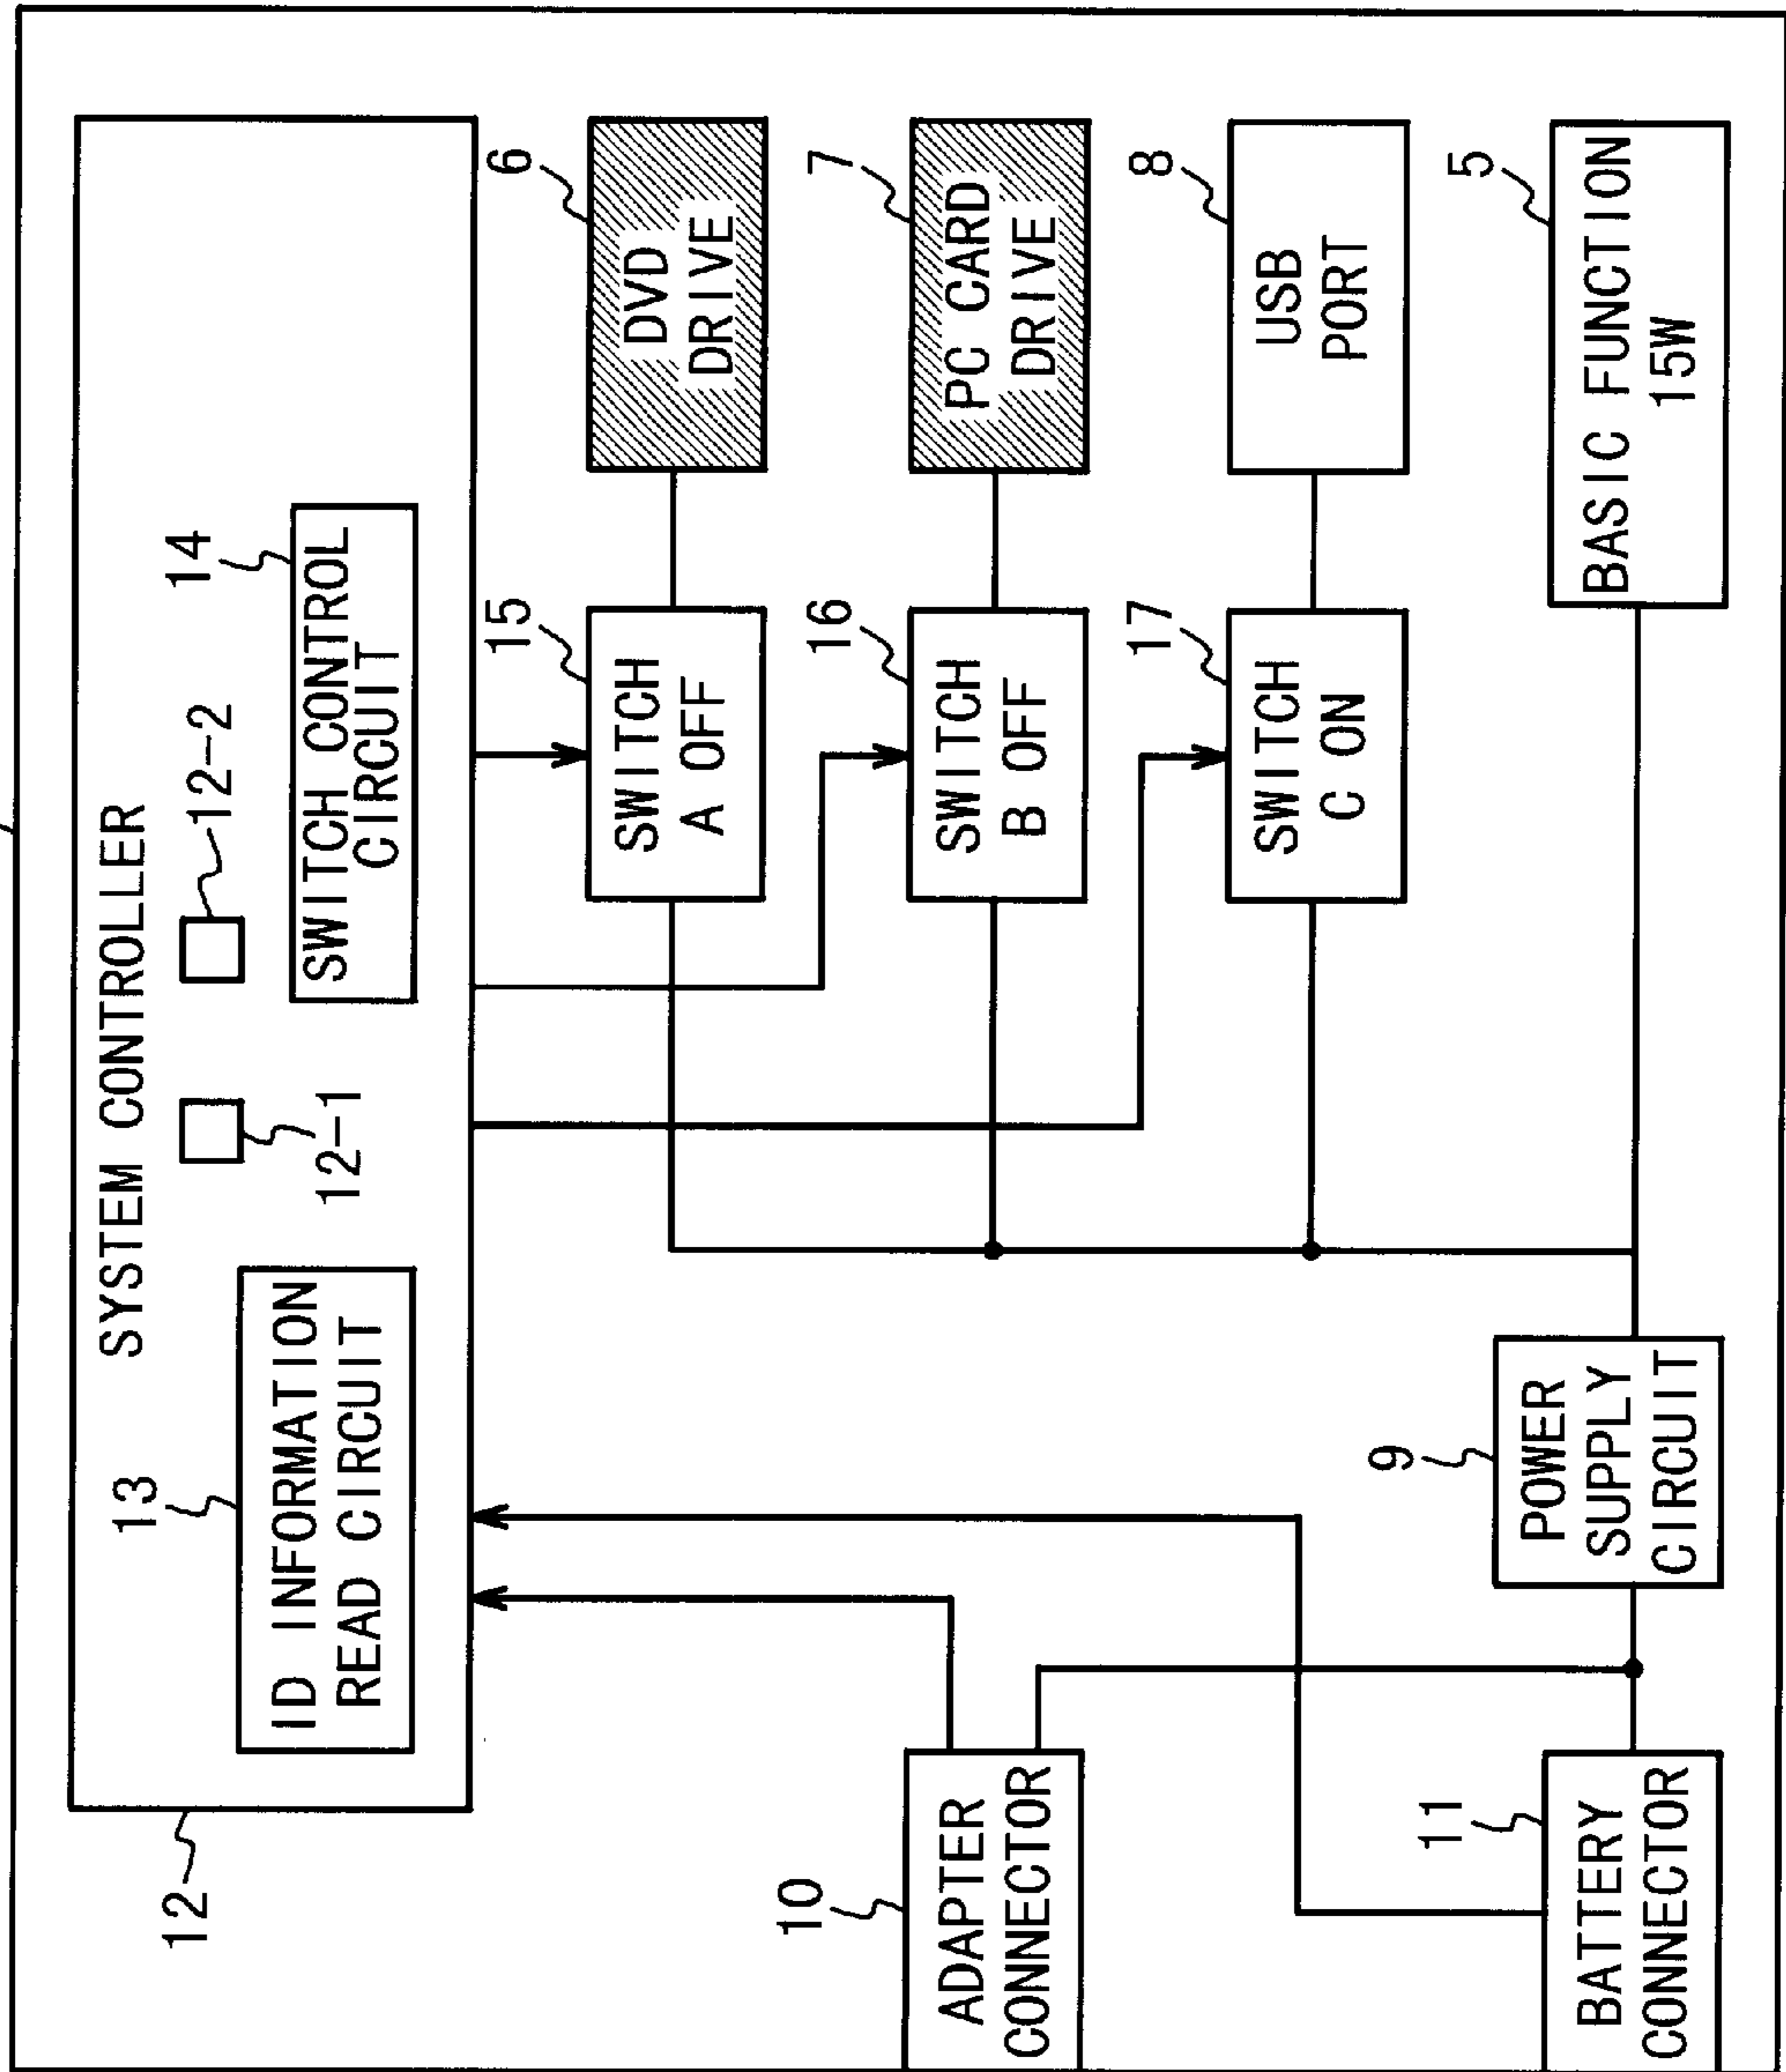 SYSTEM CONTROLLER
12
13
ID INFORMATION
READ CIRCUIT
12-1
12-2
14
SWITCH CONTROL
CIRCUIT
15
SWITCH
A OFF
6
DVD
DRIVE
16
SWITCH
B OFF
7
PC CARD
DRIVE
17
SWITCH
C ON
8
USB
PORT
10
ADAPTER
CONNECTOR
11
BATTERY
CONNECTOR
9
POWER
SUPPLY
CIRCUIT
5
BASIC FUNCTION
15W